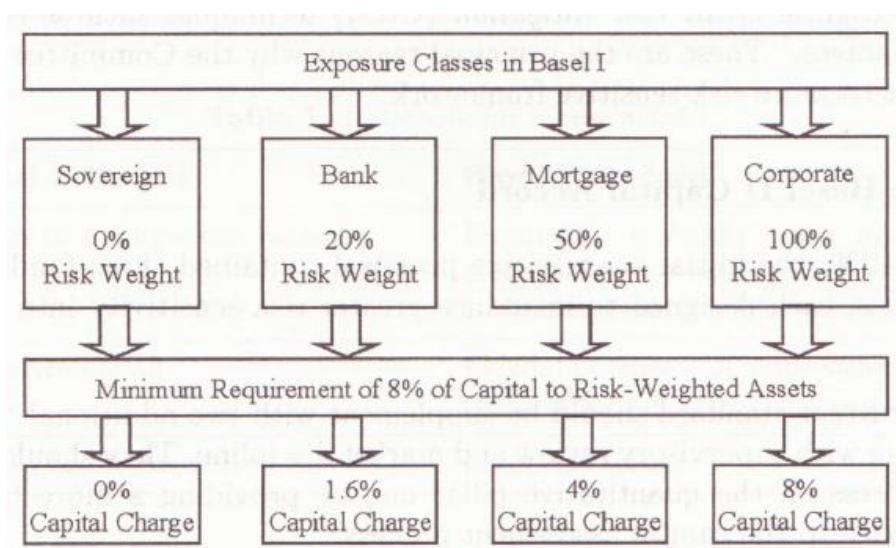 Exposure Classes in Basel I
Sovereign
0%
Risk Weight
Bank
20%
Risk Weight
Mortgage
50%
Risk Weight
Corporate
100%
Risk Weight
Minimum Requirement of 8% of Capital to Risk-Weighted Assets
0%
Capital Charge
1.6%
Capital Charge
4%
Capital Charge
8%
Capital Charge